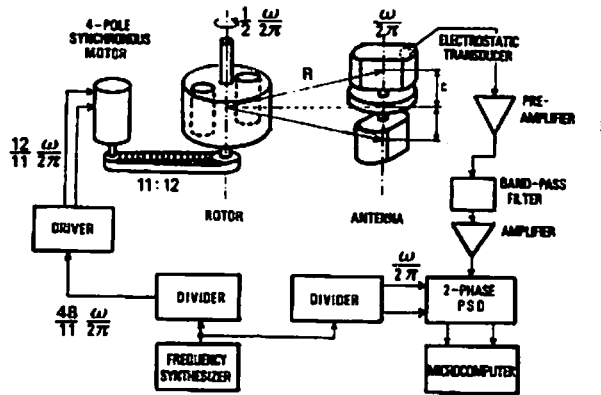 4-POLE
SYNCHRONOUS
MOTOR
1/2 ω/2π
ω/2π
ELECTROSTATIC
TRANSDUCER
R
c
PRE-
AMPLIFIER
12/11 ω/2π
11:12
ROTOR
ANTENNA
BAND-PASS
FILTER
AMPLIFIER
DRIVER
ω/2π
48/11 ω/2π
DIVIDER
DIVIDER
2-PHASE
PSD
FREQUENCY
SYNTHESIZER
MICROCOMPUTER